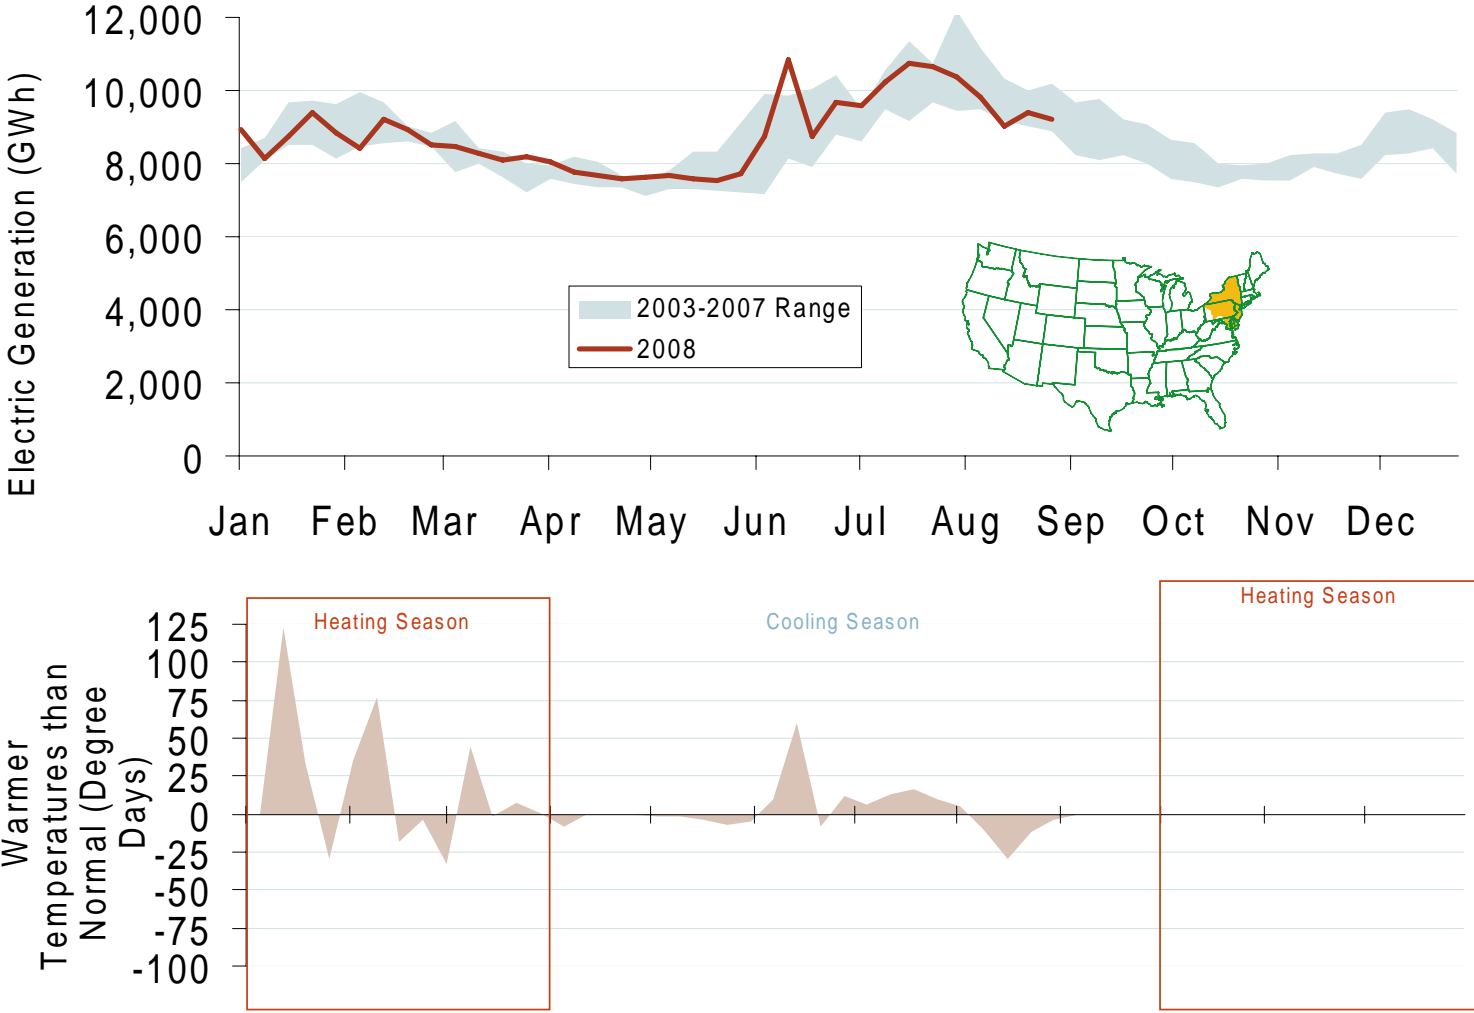 Electric Generation (GWh)
12,000
10,000
8,000
6,000
4,000
2,000
0
2003-2007 Range
2008
Jan Feb Mar Apr May Jun Jul Aug Sep Oct Nov Dec
Warmer
Temperatures than
Normal (Degree
Days)
125
100
75
50
25
0
-25
-50
-75
-100
Heating Season
Cooling Season
Heating Season